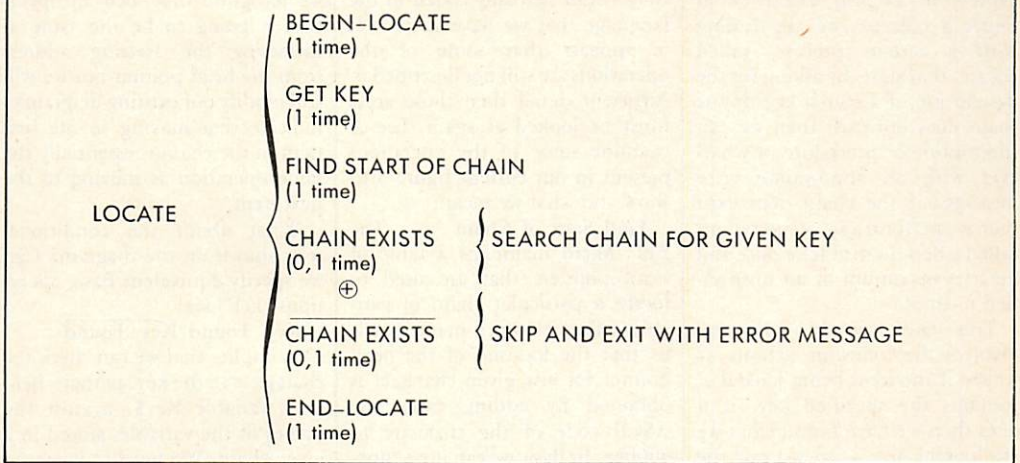 BEGIN–LOCATE
(1 time)
GET KEY
(1 time)
FIND START OF CHAIN
(1 time)
LOCATE
CHAIN EXISTS
(0, 1 time)
SEARCH CHAIN FOR GIVEN KEY
⊕
CHAIN EXISTS
(0, 1 time)
SKIP AND EXIT WITH ERROR MESSAGE
END–LOCATE
(1 time)